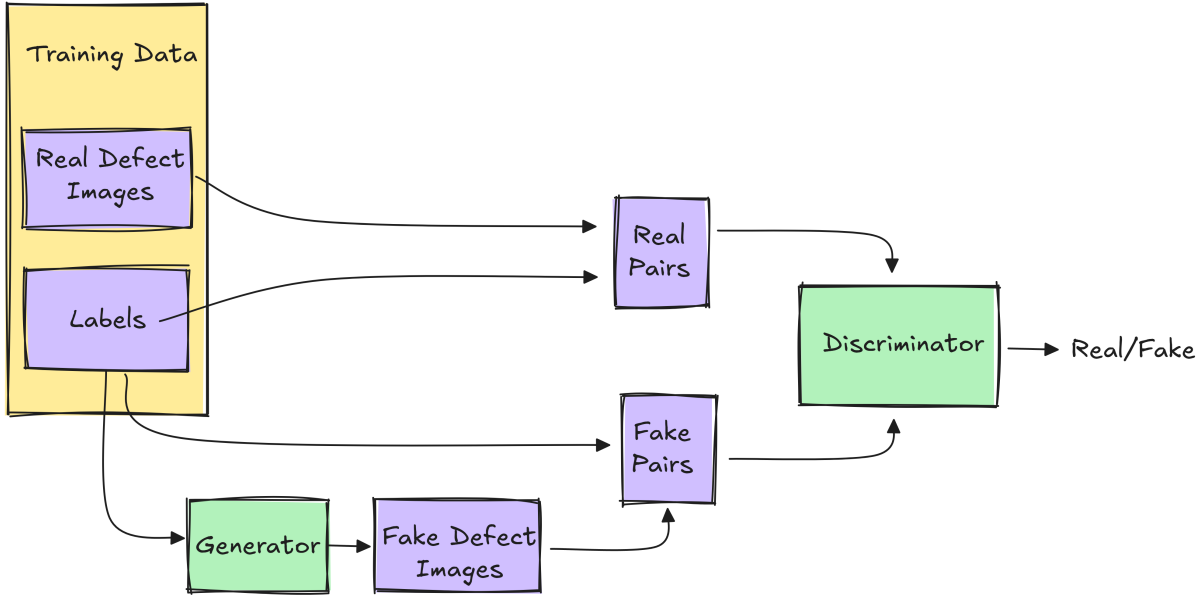 Training Data
Real Defect
Images
Labels
Real
Pairs
Discriminator
Real/Fake
Fake
Pairs
Generator
Fake Defect
Images